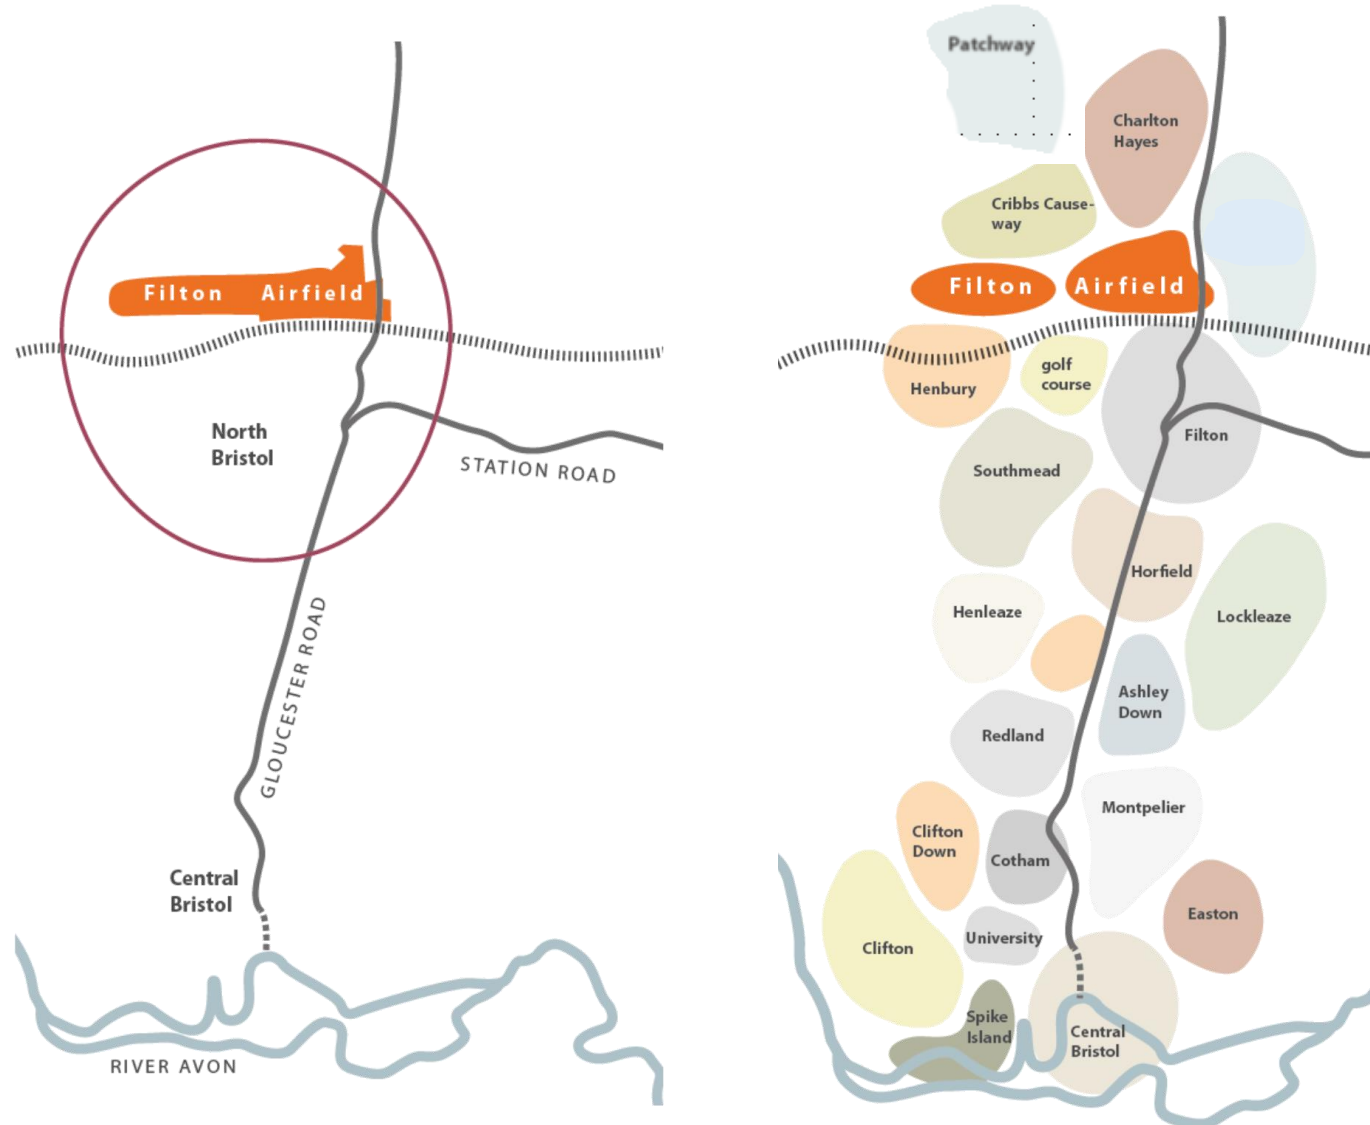 Filton Airfield
North
Bristol
STATION ROAD
GLOUCESTER ROAD
Central
Bristol
RIVER AVON
Patchway
Charlton
Hayes
Cribbs Cause-
way
Filton Airfield
Henbury
golf
course
Filton
Southmead
Horfield
Henleaze
Lockleaze
Ashley
Down
Redland
Montpelier
Clifton
Down
Cotham
Easton
University
Clifton
Spike
Island
Central
Bristol